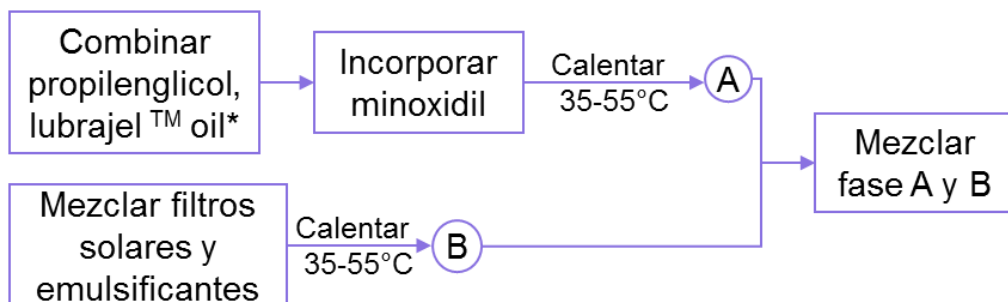 Combinar
propilenglicol,
lubrajel TM oil*
Incorporar
minoxidil
Calentar
35-55°C
A
Mezclar
fase A y B
Mezclar filtros
solares y
emulsificantes
Calentar
35-55°C
B